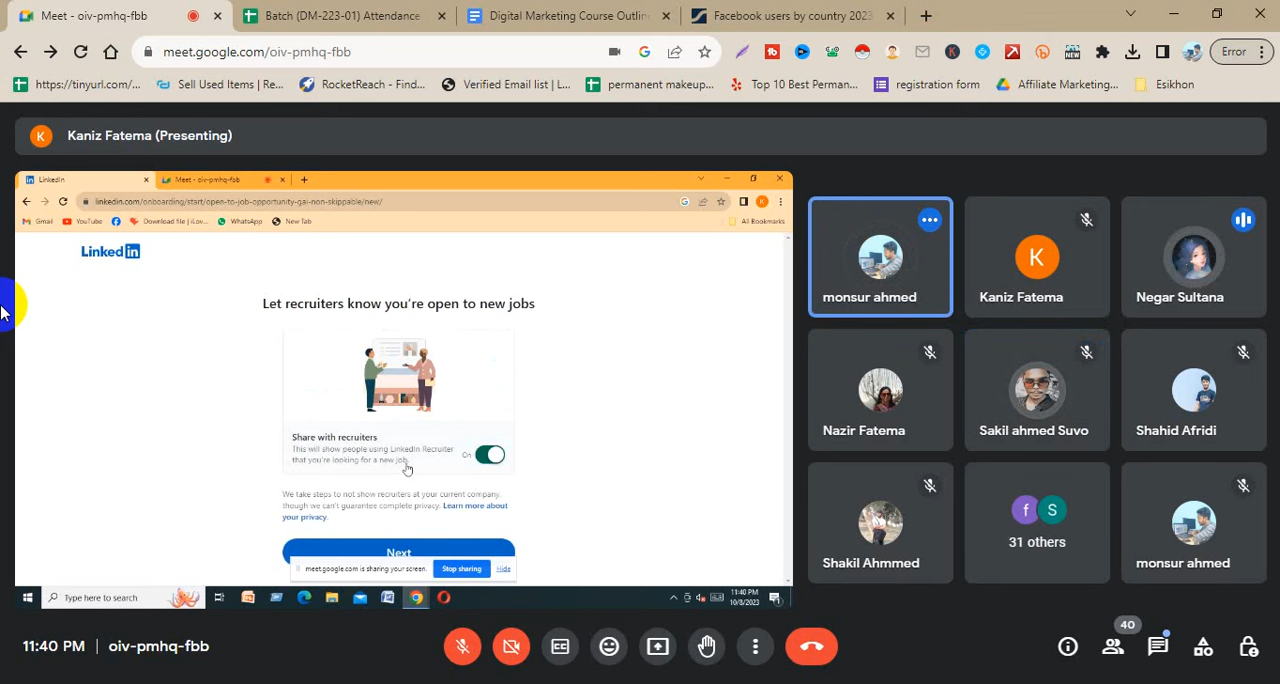 Meet - oiv-pmhq-fbb
Batch (DM-223-01) Attendance
Digital Marketing Course Outlin
Facebook users by country 2023
meet.google.com/oiv-pmhq-fbb
Error
https://tinyurl.com/...
Sell Used Items | Re...
RocketReach - Find...
Verified Email list | L...
permanent makeup...
Top 10 Best Perman...
registration form
Affiliate Marketing...
Esikhon
K
Kaniz Fatema (Presenting)
LinkedIn
Meet - oiv-pmhq-fbb
linkedin.com/onboarding/start/open-to-job-opportunity-gai-non-skippable/new/
Gmail
YouTube
Download file | iLov...
WhatsApp
New Tab
All Bookmarks
Linked in
Let recruiters know you're open to new jobs
Share with recruiters
This will show people using LinkedIn Recruiter
that you're looking for a new job.
On
We take steps to not show recruiters at your current company,
though we can't guarantee complete privacy. Learn more about
your privacy.
Next
meet.google.com is sharing your screen.
Stop sharing
Hide
Type here to search
11:40 PM
10/8/2023
monsur ahmed
K
Kaniz Fatema
Negar Sultana
Nazir Fatema
Sakil ahmed Suvo
Shahid Afridi
Shakil Ahmmed
f S
31 others
monsur ahmed
11:40 PM | oiv-pmhq-fbb
40